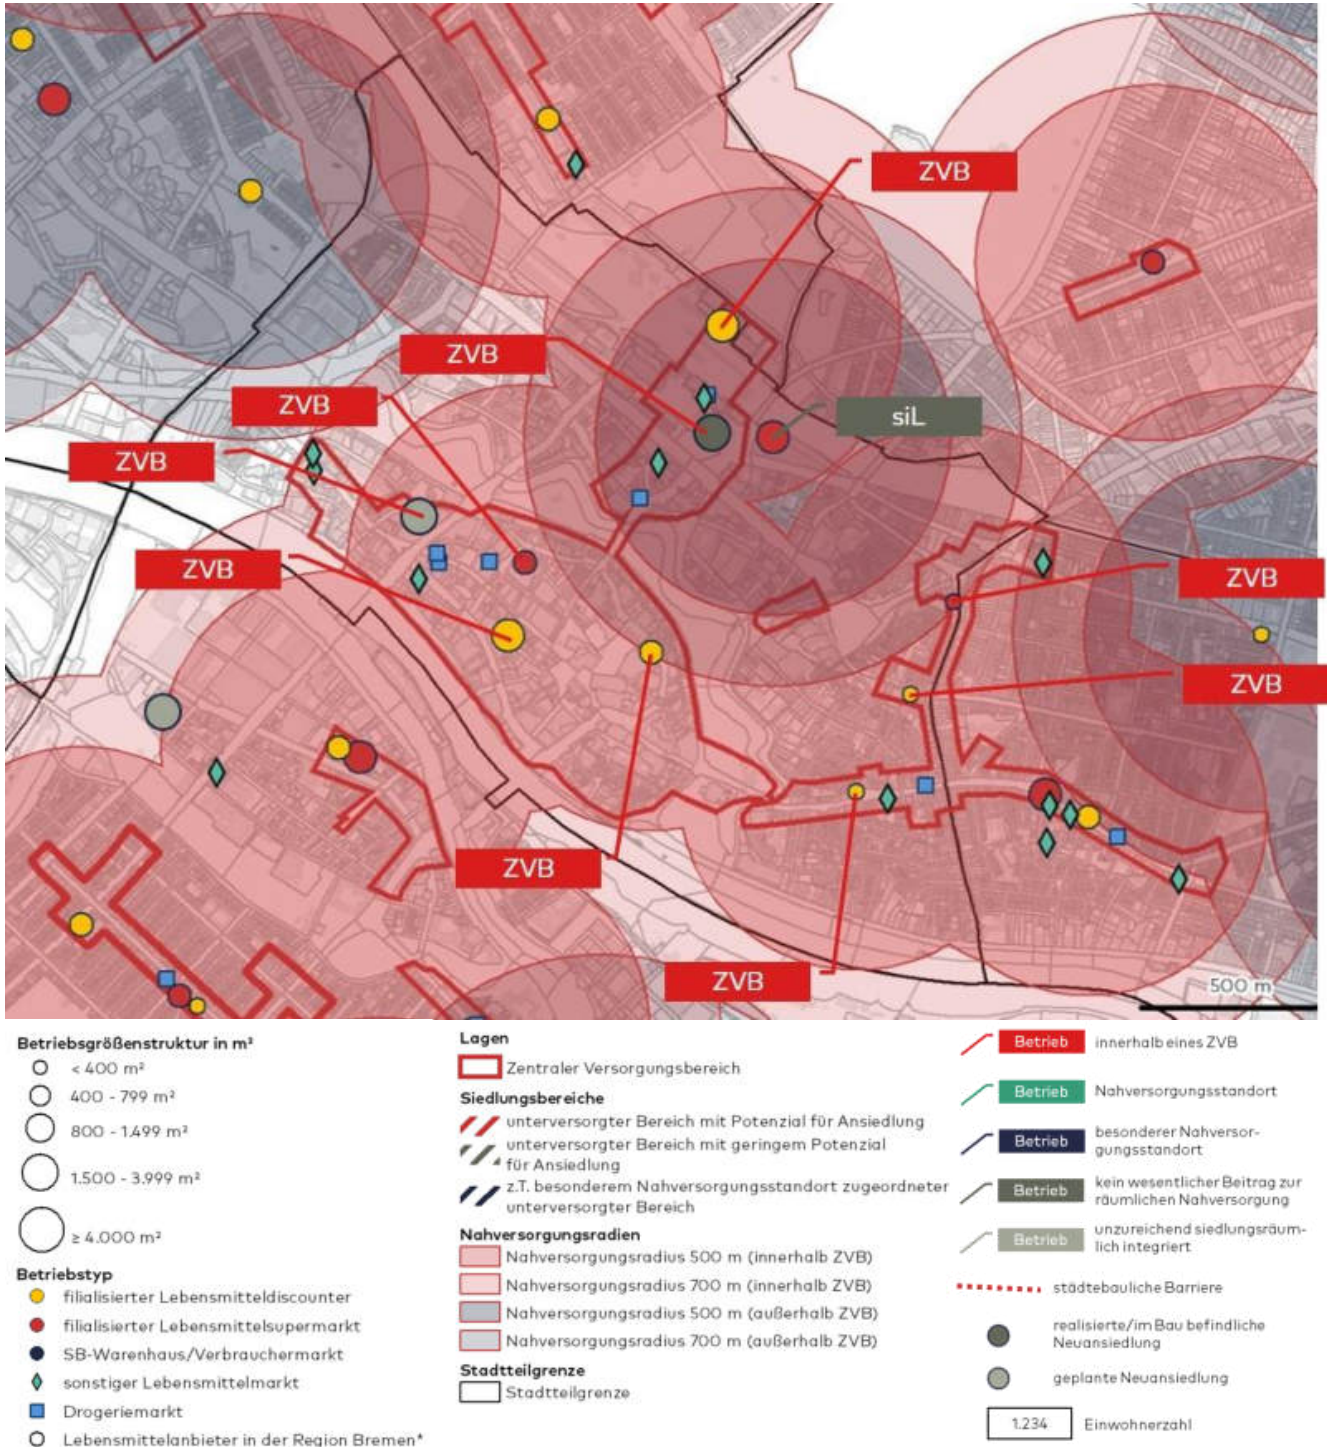 ZVB
ZVB
ZVB
siL
ZVB
ZVB
ZVB
ZVB
ZVB
ZVB
500 m
Betriebsgrößenstruktur in m²
< 400 m²
400 - 799 m²
800 - 1.499 m²
1.500 - 3.999 m²
≥ 4.000 m²
Betriebstyp
filialisierter Lebensmitteldiscounter
filialisierter Lebensmittelsupermarkt
SB-Warenhaus/Verbrauchermarkt
sonstiger Lebensmittelmarkt
Drogeriemarkt
Lebensmittelanbieter in der Region Bremen*
Lagen
Zentraler Versorgungsbereich
Siedlungsbereiche
unterversorgter Bereich mit Potenzial für Ansiedlung
unterversorgter Bereich mit geringem Potenzial
für Ansiedlung
z.T. besonderem Nahversorgungsstandort zugeordneter
unterversorgter Bereich
Nahversorgungsradien
Nahversorgungsradius 500 m (innerhalb ZVB)
Nahversorgungsradius 700 m (innerhalb ZVB)
Nahversorgungsradius 500 m (außerhalb ZVB)
Nahversorgungsradius 700 m (außerhalb ZVB)
Stadtteilgrenze
Stadtteilgrenze
Betrieb innerhalb eines ZVB
Betrieb Nahversorgungsstandort
Betrieb besonderer Nahversor-
gungsstandort
Betrieb kein wesentlicher Beitrag zur
räumlichen Nahversorgung
Betrieb unzureichend siedlungsräum-
lich integriert
städtebauliche Barriere
realisierte/im Bau befindliche
Neuansiedlung
geplante Neuansiedlung
1.234 Einwohnerzahl